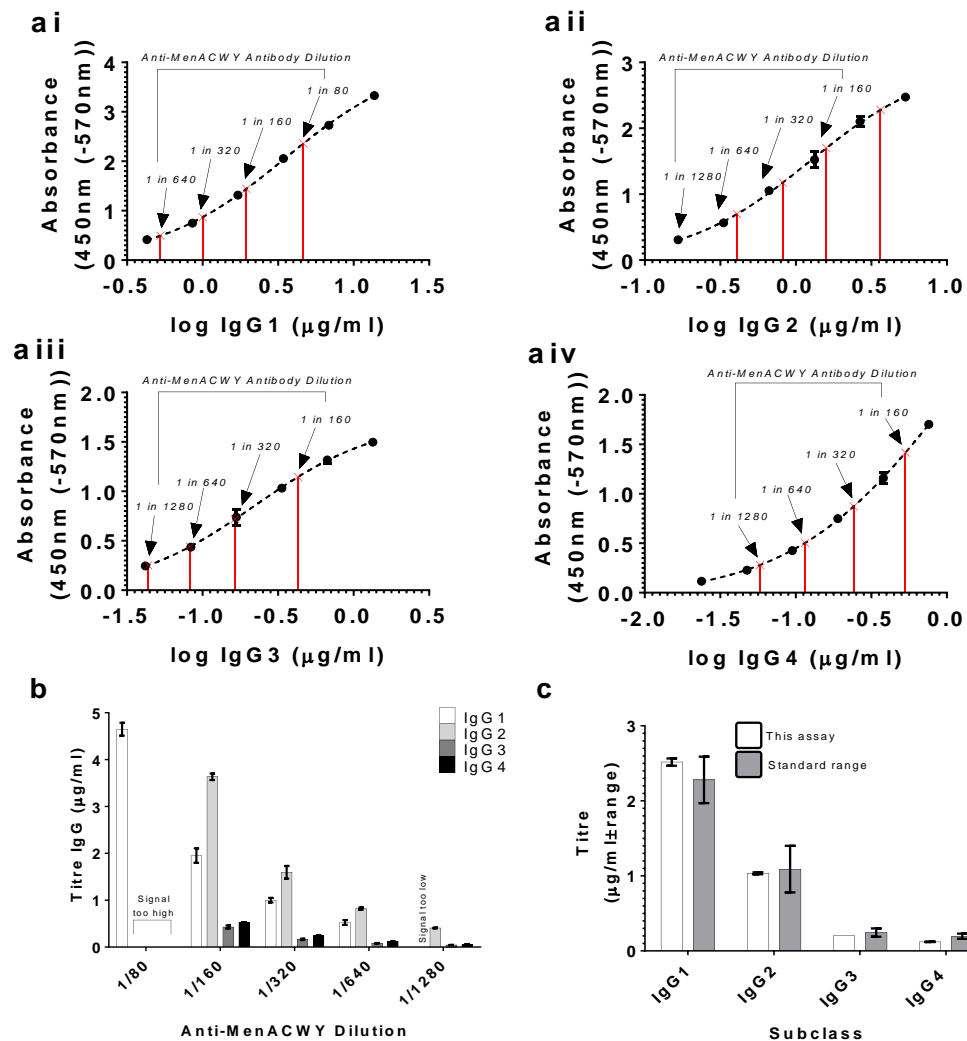 a i
Anti-MenACWY Antibody Dilution
Absorbance
(450nm (-570nm))
4
3
2
1
0
1 in 80
1 in 160
1 in 320
1 in 640
-0.5
0.0
0.5
1.0
1.5
log IgG1 (µg/ml)
a ii
Anti-MenACWY Antibody Dilution
Absorbance
(450nm (-570nm))
3
2
1
0
1 in 160
1 in 320
1 in 640
1 in 1280
-1.0
-0.5
0.0
0.5
1.0
log IgG2 (µg/ml)
a iii
Anti-MenACWY Antibody Dilution
Absorbance
(450nm (-570nm))
2.0
1.5
1.0
0.5
0.0
1 in 160
1 in 320
1 in 640
1 in 1280
-1.5
-1.0
-0.5
0.0
0.5
log IgG3 (µg/ml)
a iv
Anti-MenACWY Antibody Dilution
Absorbance
(450nm (-570nm))
2.0
1.5
1.0
0.5
0.0
1 in 160
1 in 320
1 in 640
1 in 1280
-2.0
-1.5
-1.0
-0.5
0.0
log IgG4 (µg/ml)
b
Titre IgG (µg/ml)
5
4
3
2
1
0
IgG1
IgG2
IgG3
IgG4
Signal
too high
Signal too low
1/80
1/160
1/320
1/640
1/1280
Anti-MenACWY Dilution
c
Titre
(µg/ml±range)
3
2
1
0
This assay
Standard range
IgG1
IgG2
IgG3
IgG4
Subclass